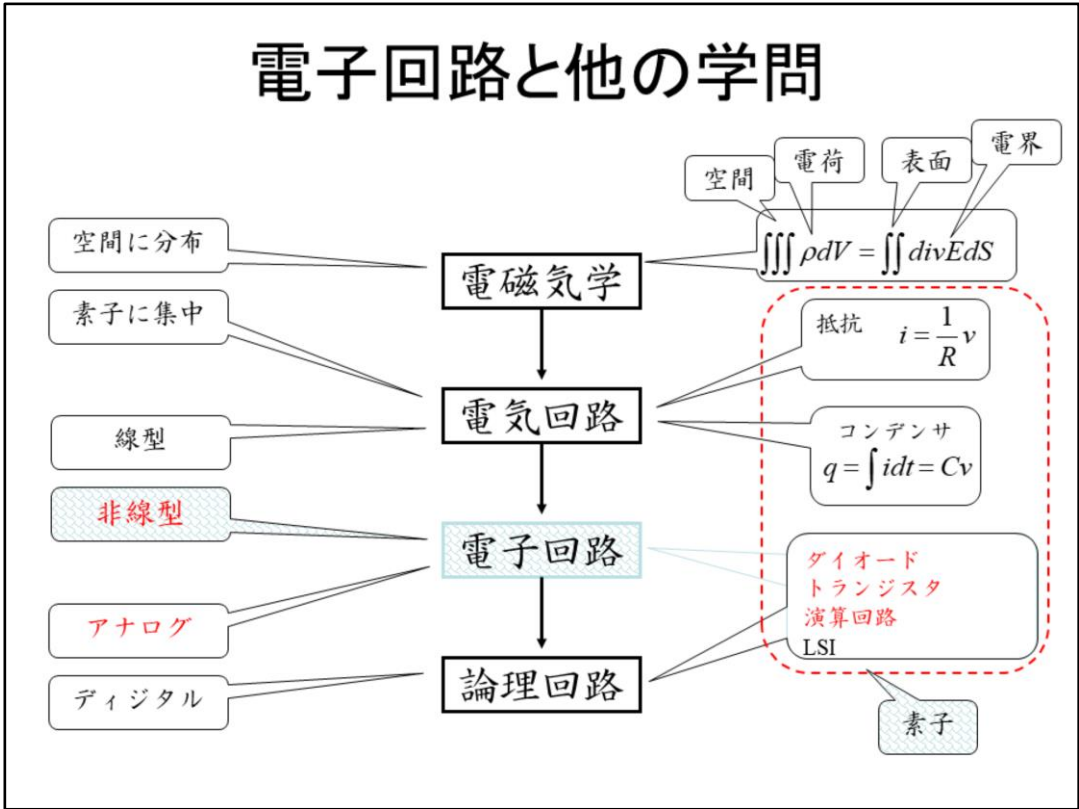 電子回路と他の学問
空間
電荷
表面
電界
空間に分布
電磁気学
∭ρdV = ∬divEdS
素子に集中
抵抗 i = 1/R v
電気回路
線型
コンデンサ
q = ∫idt = Cv
非線型
電子回路
ダイオード
トランジスタ
演算回路
LSI
アナログ
論理回路
ディジタル
素子